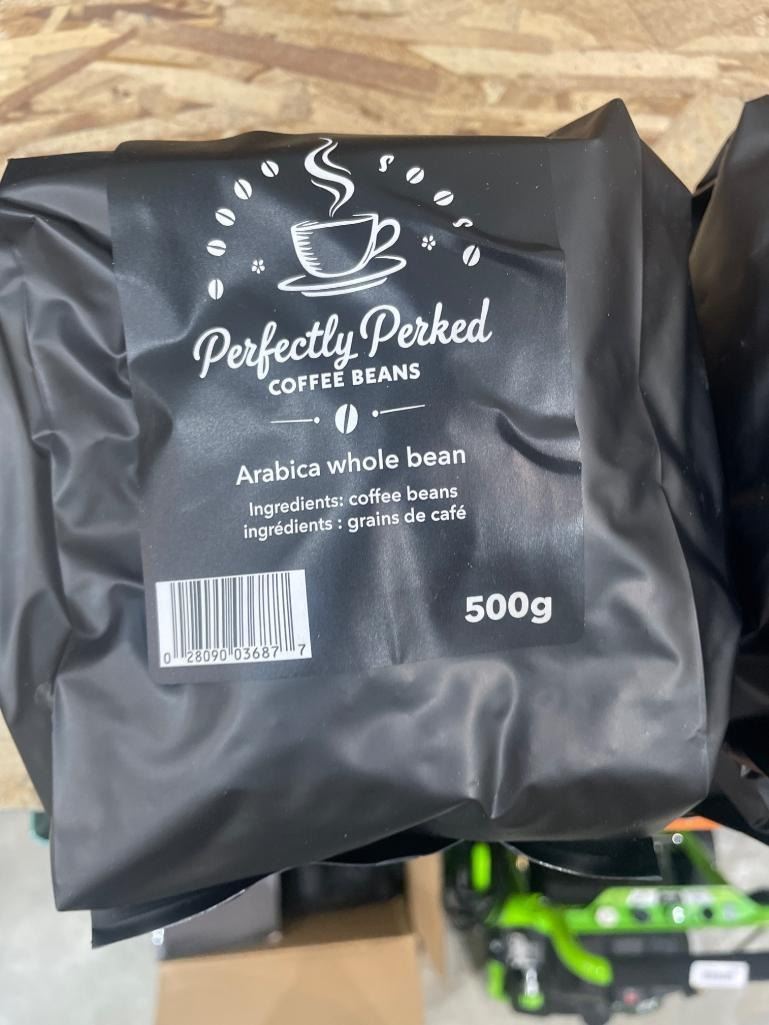 Perfectly Perked
COFFEE BEANS
Arabica whole bean
Ingredients: coffee beans
ingrédients : grains de café
500g
0 28090 03687 7